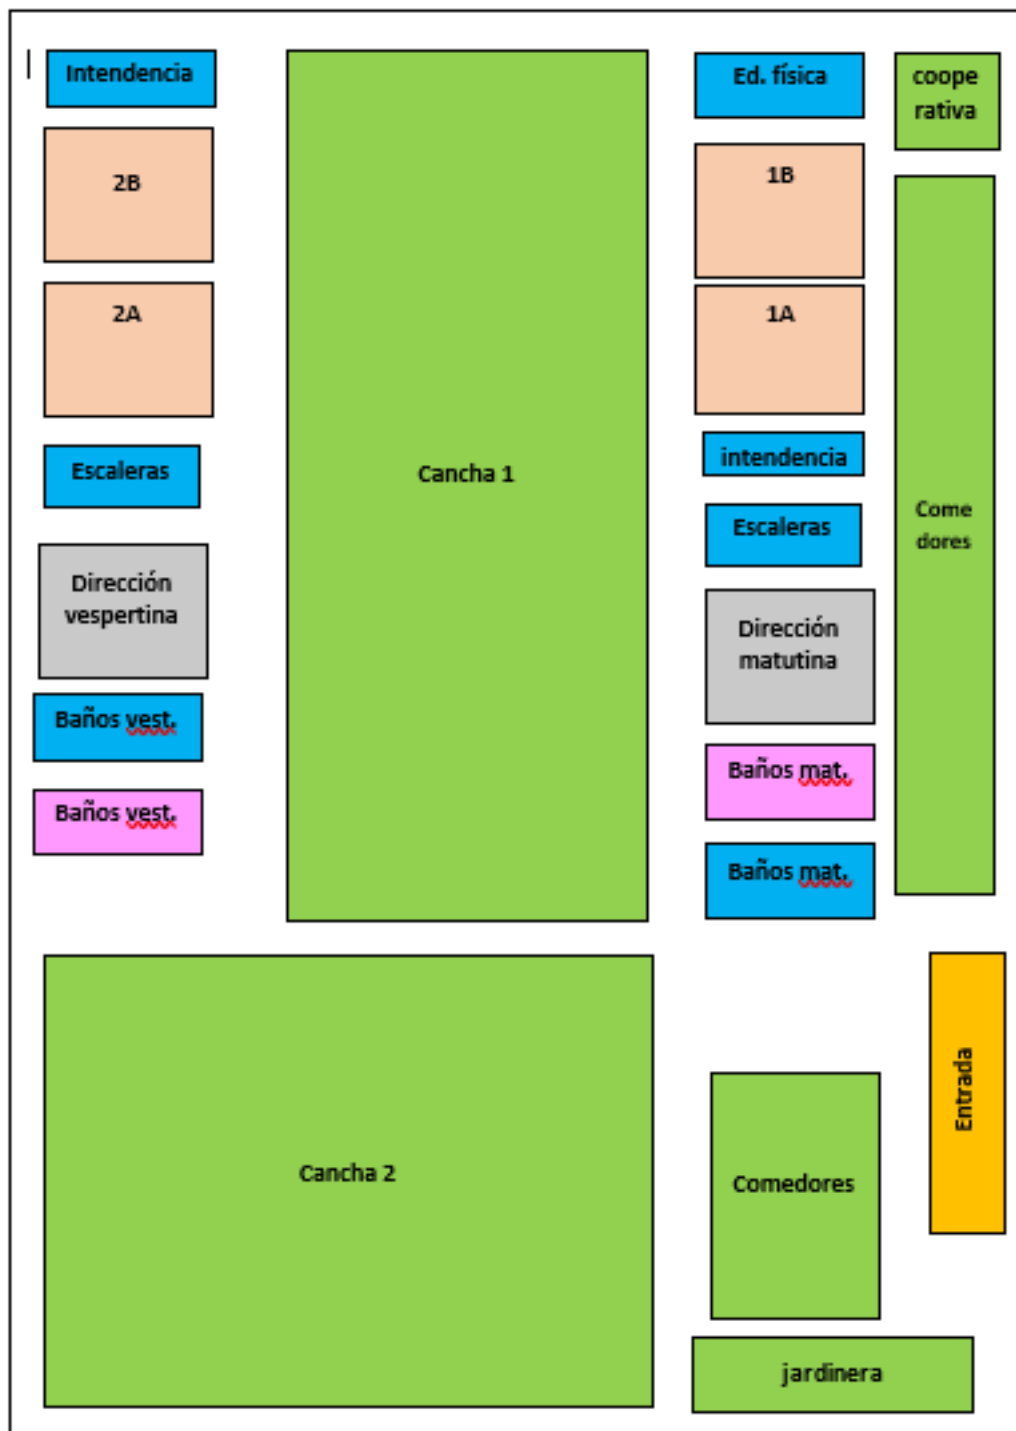 Intendencia
2B
2A
Escaleras
Dirección
vespertina
Baños vest.
Baños vest.
Cancha 1
Ed. física
1B
1A
intendencia
Escaleras
Dirección
matutina
Baños mat.
Baños mat.
coope
rativa
Come
dores
Cancha 2
Comedores
Entrada
jardinera